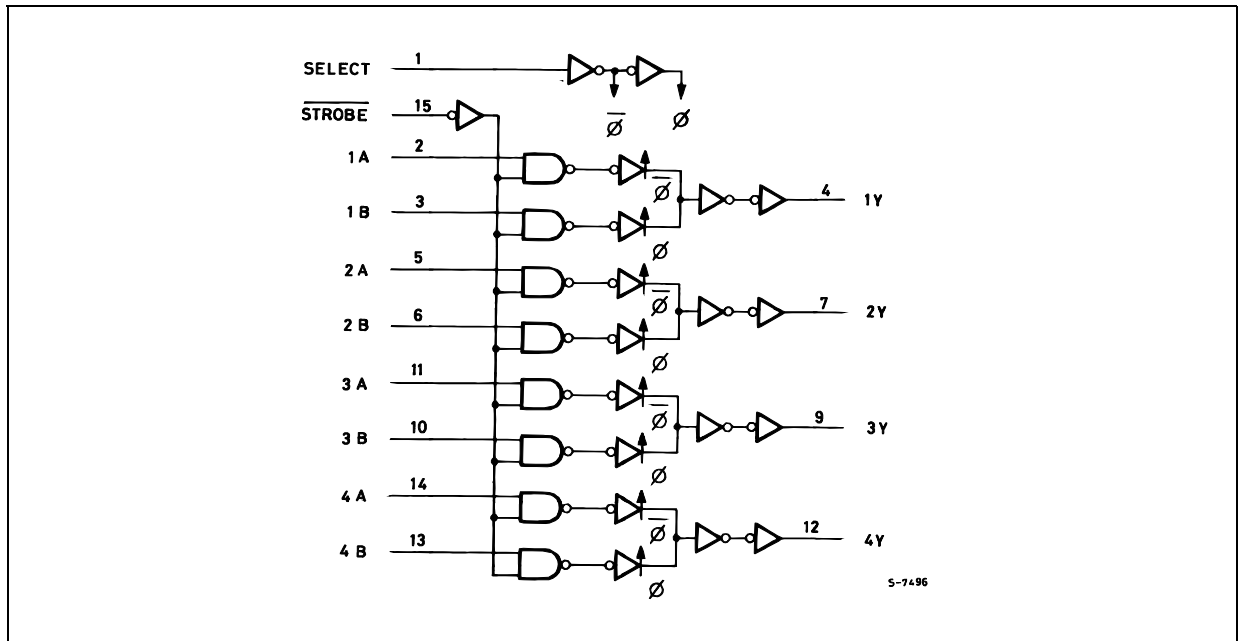 SELECT 1
STROBE 15
Ø̅ Ø
1A 2
Ø̅ 4 1Y
1B 3
Ø
2A 5
Ø̅ 7 2Y
2B 6
Ø
3A 11
Ø̅ 9 3Y
3B 10
Ø
4A 14
Ø̅ 12 4Y
4B 13
Ø
S-7496